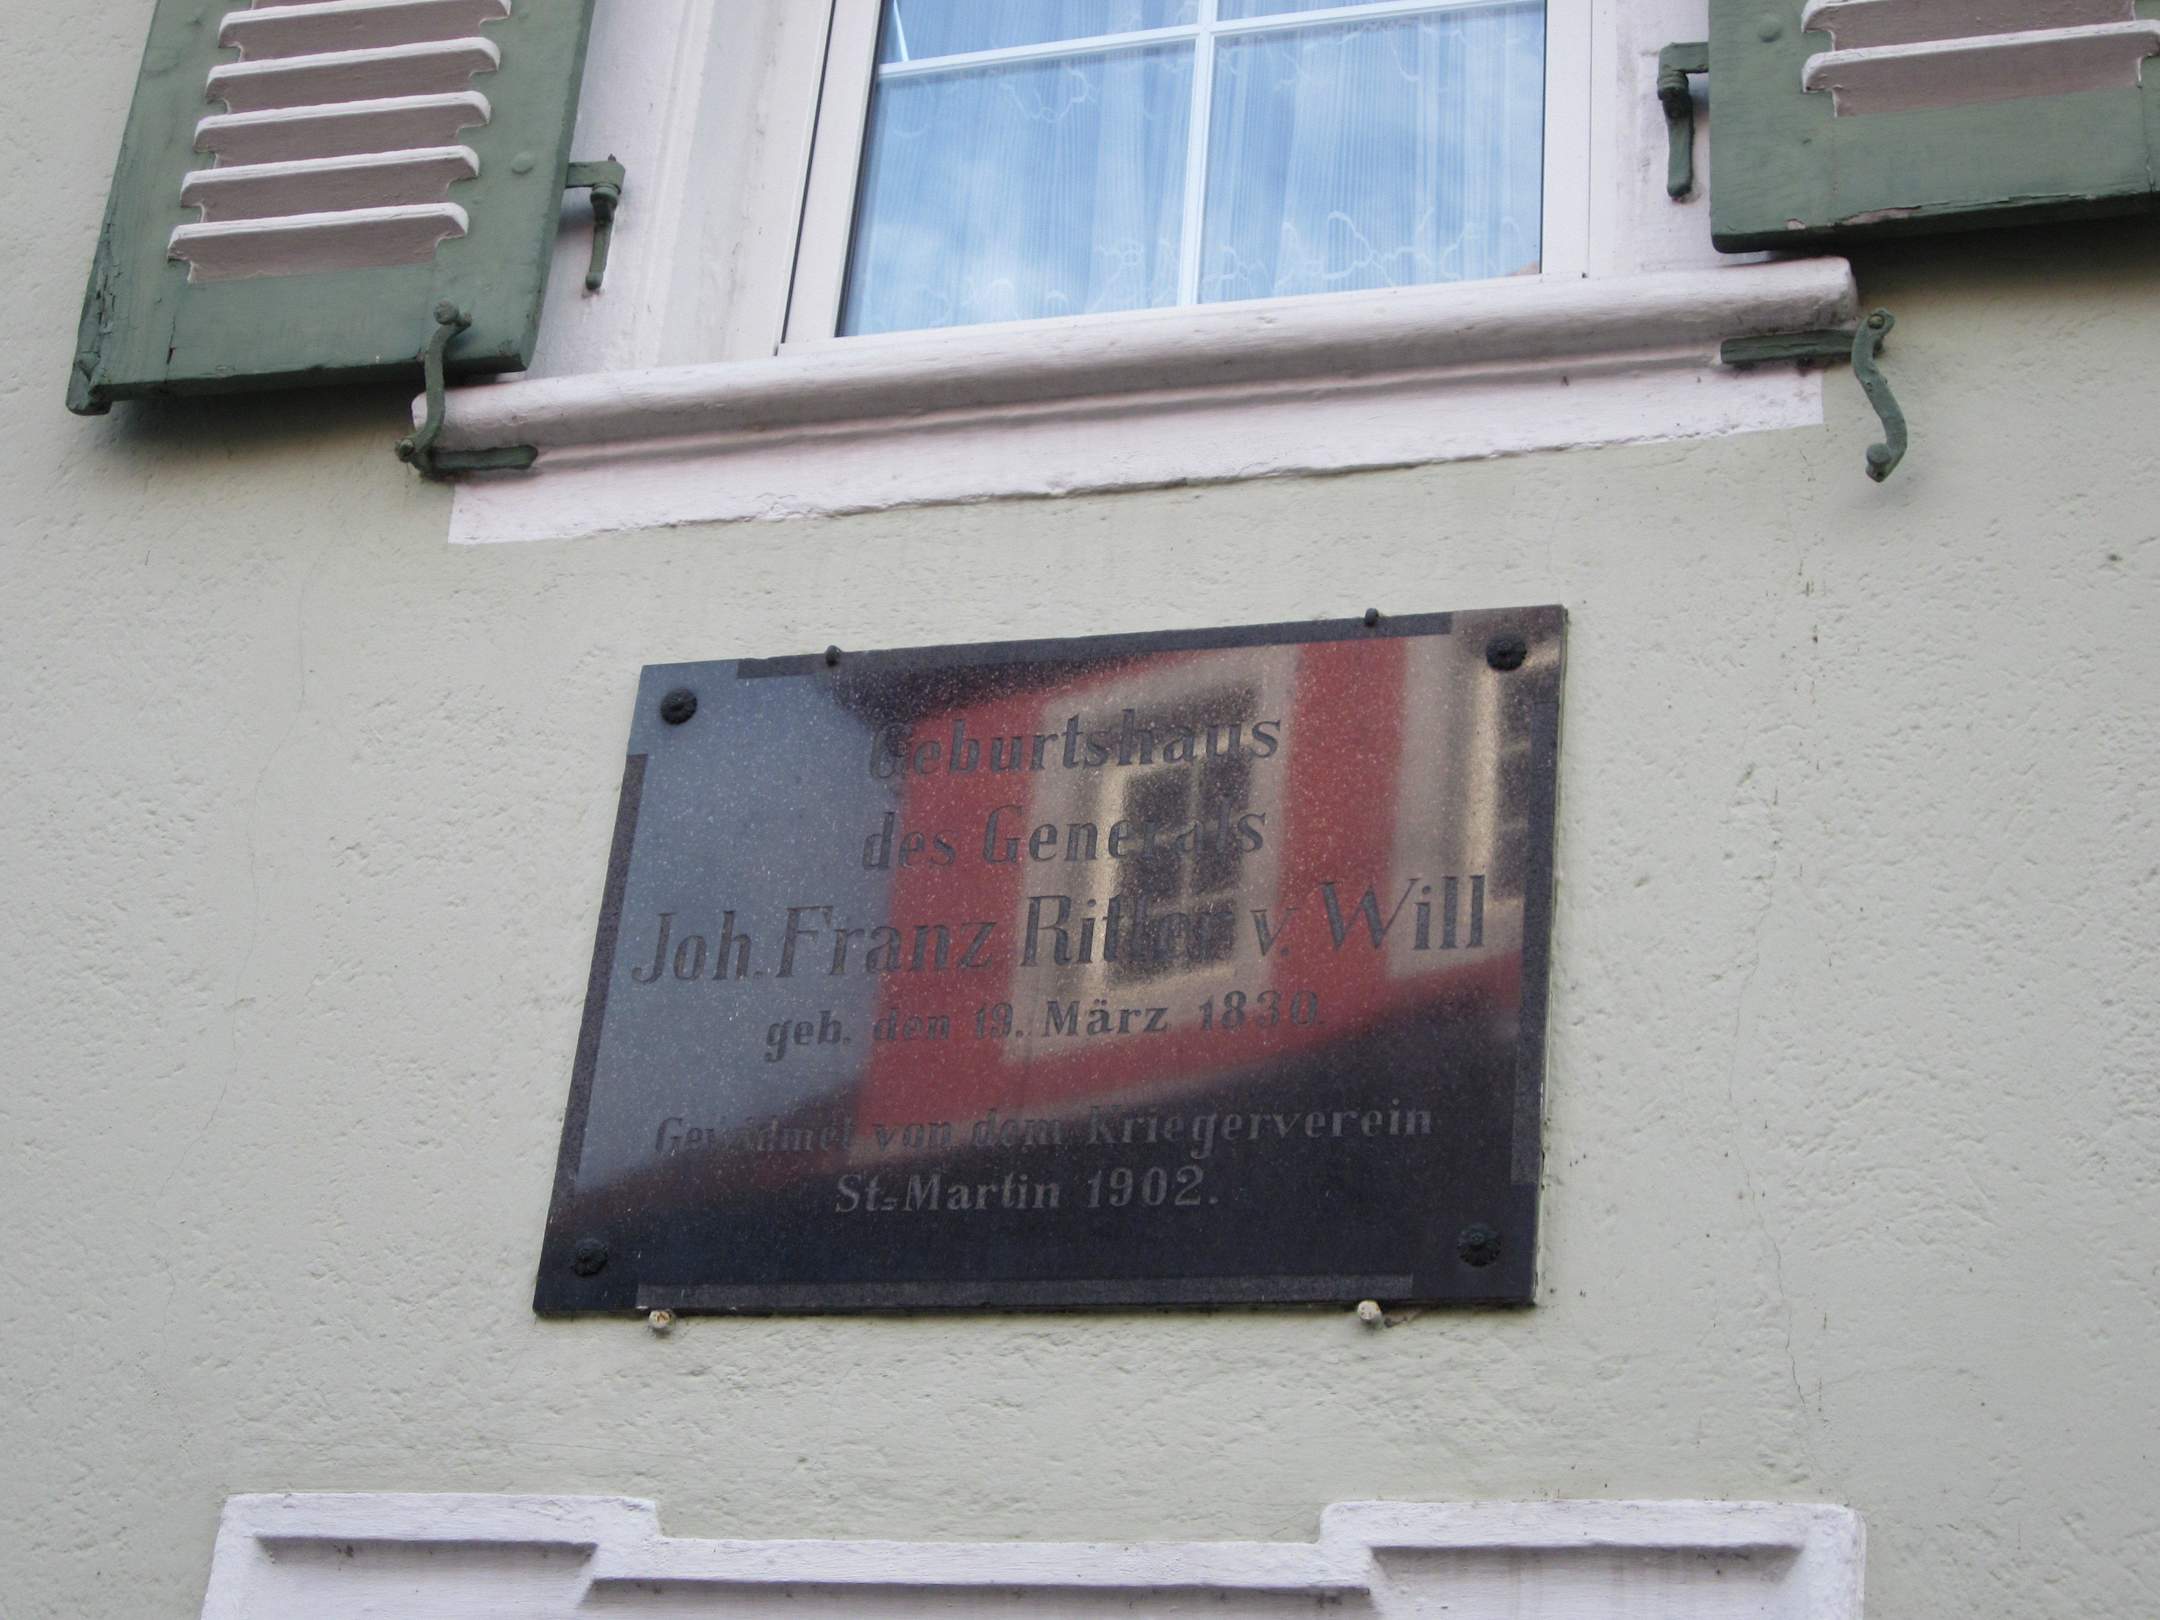 Geburtshaus
des Generals
Joh. Franz Ritter v. Will
geb. den 19. März 1830.
Gewidmet von dem Kriegerverein
St=Martin 1902.